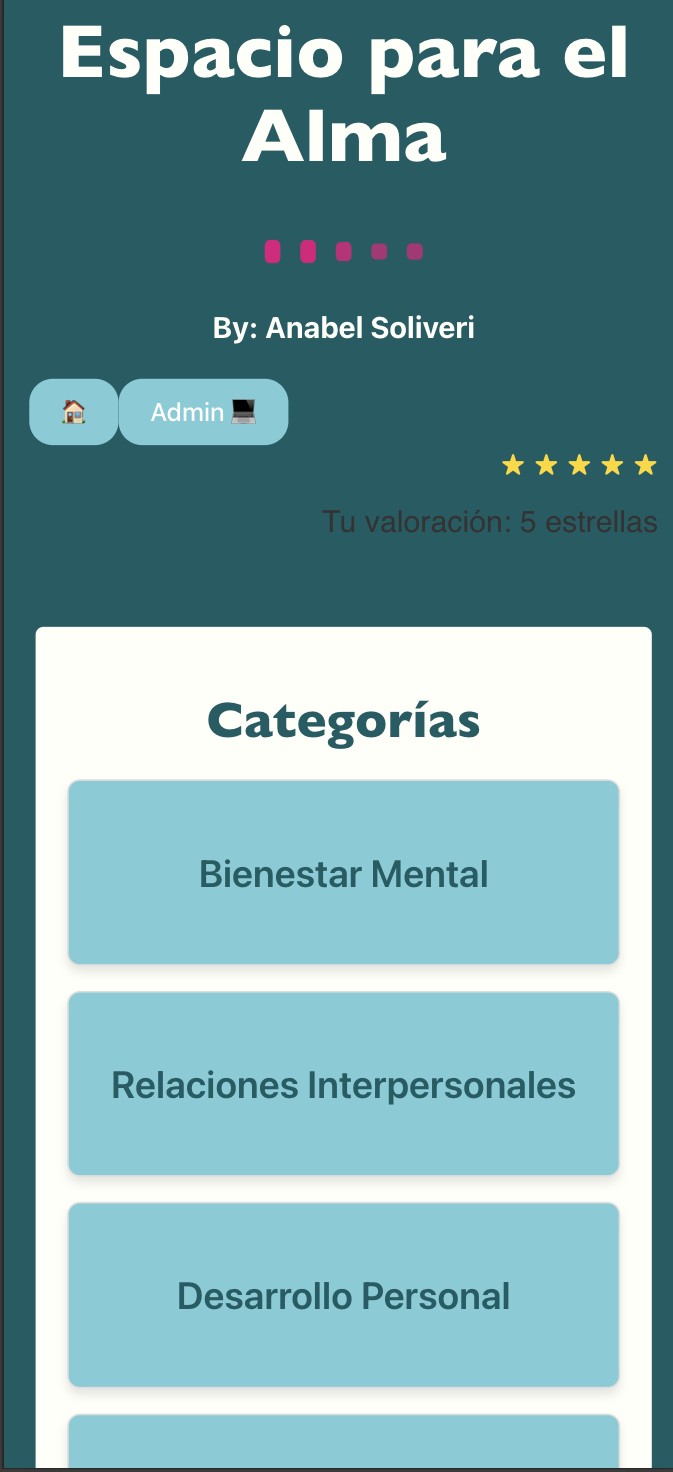 Espacio para el
Alma
By: Anabel Soliveri
Admin
Tu valoración: 5 estrellas
Categorías
Bienestar Mental
Relaciones Interpersonales
Desarrollo Personal